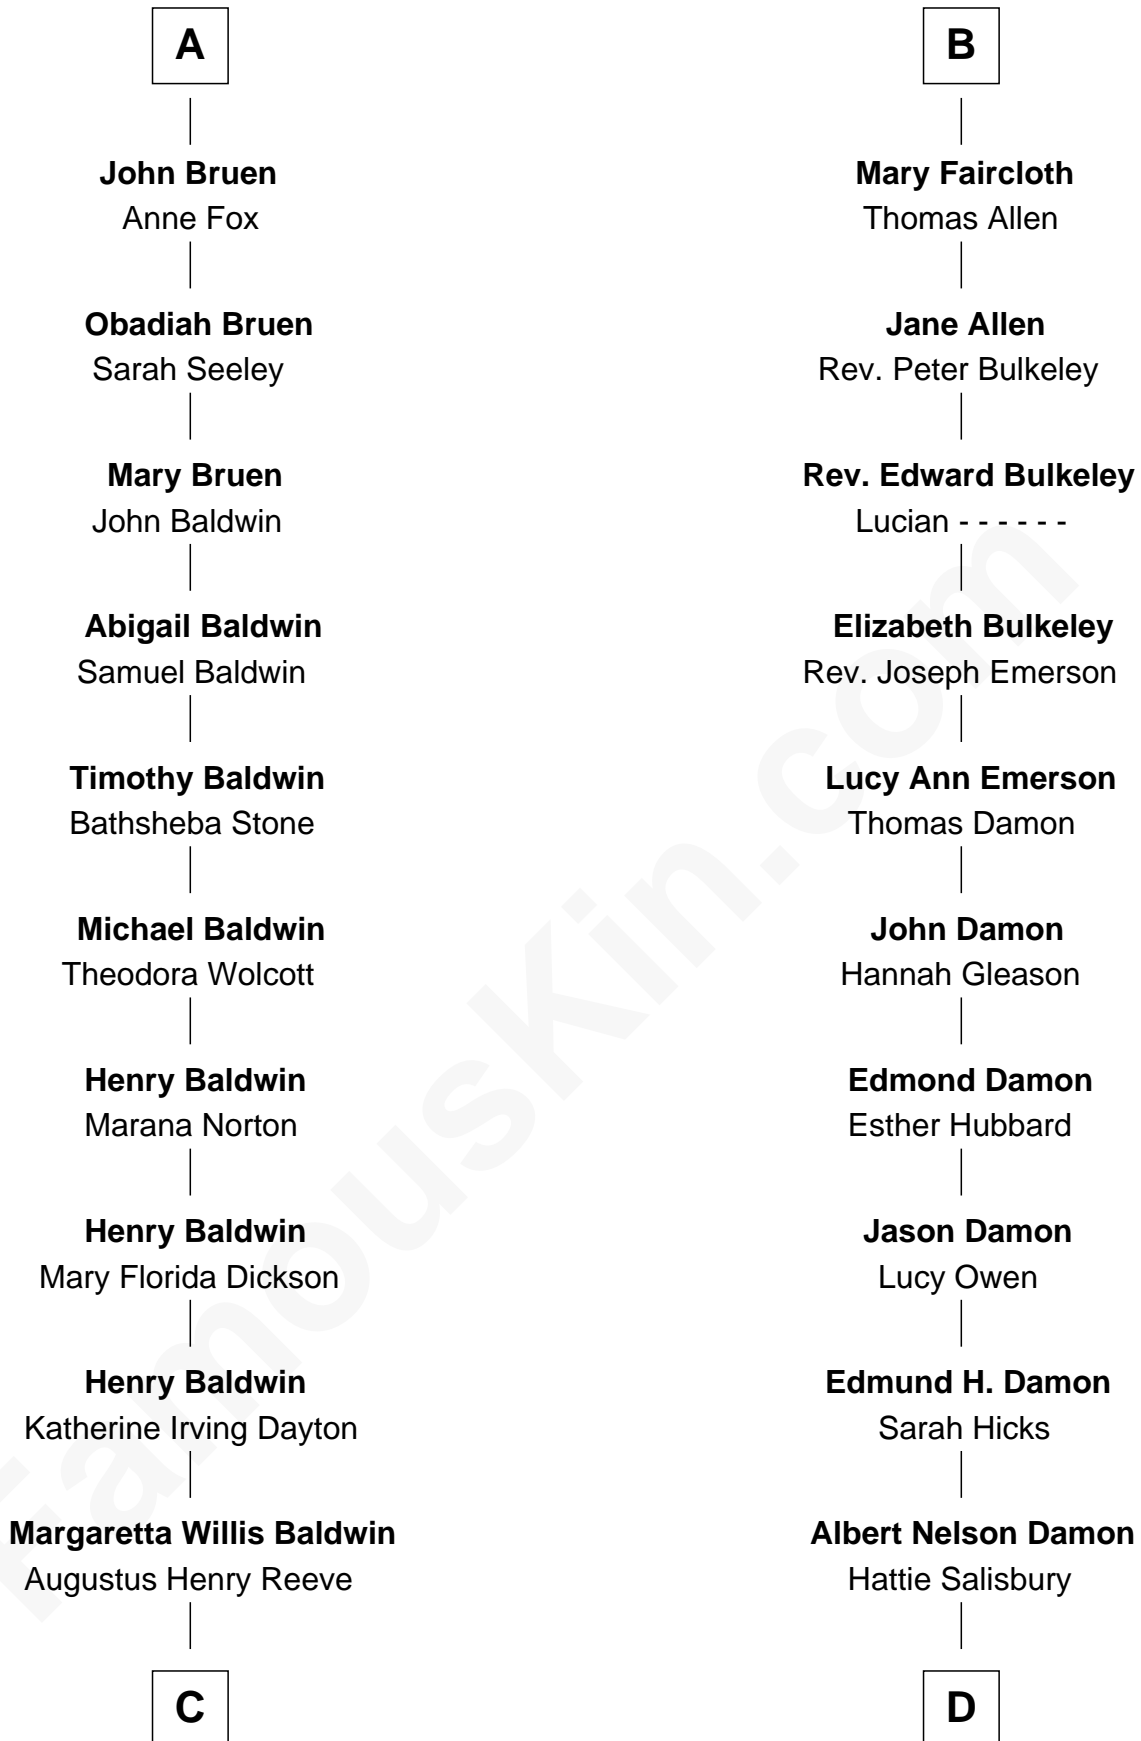 A
John Bruen
Anne Fox
Obadiah Bruen
Sarah Seeley
Mary Bruen
John Baldwin
Abigail Baldwin
Samuel Baldwin
Timothy Baldwin
Bathsheba Stone
Michael Baldwin
Theodora Wolcott
Henry Baldwin
Marana Norton
Henry Baldwin
Mary Florida Dickson
Henry Baldwin
Katherine Irving Dayton
Margaretta Willis Baldwin
Augustus Henry Reeve
C
B
Mary Faircloth
Thomas Allen
Jane Allen
Rev. Peter Bulkeley
Rev. Edward Bulkeley
Lucian - - - - - -
Elizabeth Bulkeley
Rev. Joseph Emerson
Lucy Ann Emerson
Thomas Damon
John Damon
Hannah Gleason
Edmond Damon
Esther Hubbard
Jason Damon
Lucy Owen
Edmund H. Damon
Sarah Hicks
Albert Nelson Damon
Hattie Salisbury
D
FamousKin.com